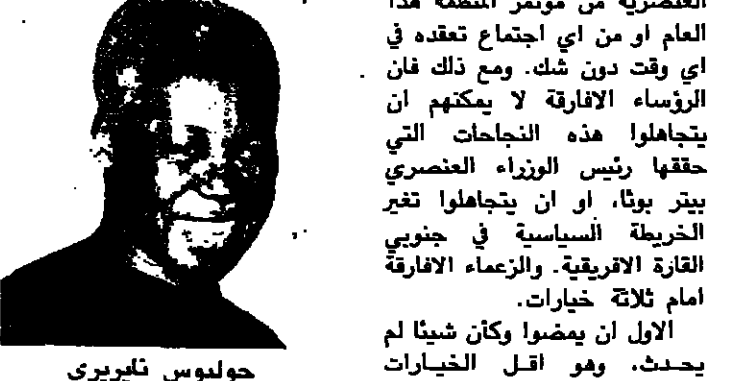 العنصرية من مؤتمر المنظمة هذا
العام او من اي اجتماع تعقده في
اي وقت دون شك. ومع ذلك فان
الرؤساء الافارقة لا يمكنهم ان
يتجاهلوا هذه النجاحات التي
حققها رئيس الوزراء العنصري
بيتر بوثا، او ان يتجاهلوا تغير
الخريطة السياسية في جنوبي
القارة الافريقية. والزعماء الافارقة
امام ثلاثة خيارات.
الاول ان يمضوا وكأن شيئا لم
يحدث، وهو اقل الخيارات
جوليوس نايريري